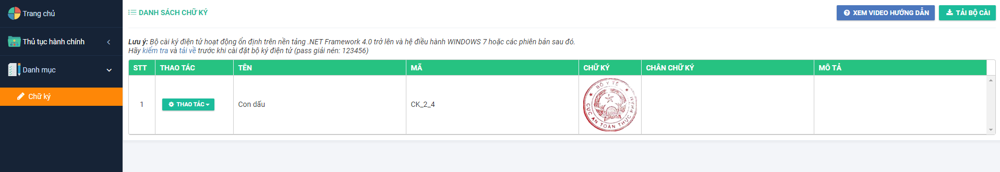 Trang chủ
Thủ tục hành chính
Danh mục
Chữ ký
DANH SÁCH CHỮ KÝ
XEM VIDEO HƯỚNG DẪN
TẢI BỘ CÀI
Lưu ý: Bộ cài ký điện tử hoạt động ổn định trên nền tảng .NET Framework 4.0 trở lên và hệ điều hành WINDOWS 7 hoặc các phiên bản sau đó.
Hãy kiểm tra và tải về trước khi cài đặt bộ ký điện tử (pass giải nén: 123456)
STT THAO TÁC TÊN MÃ CHỮ KÝ CHÂN CHỮ KÝ MÔ TẢ
1 THAO TÁC Con dấu CK_2_4
BỘ Y TẾ
CỤC AN TOÀN THỰC PHẨM